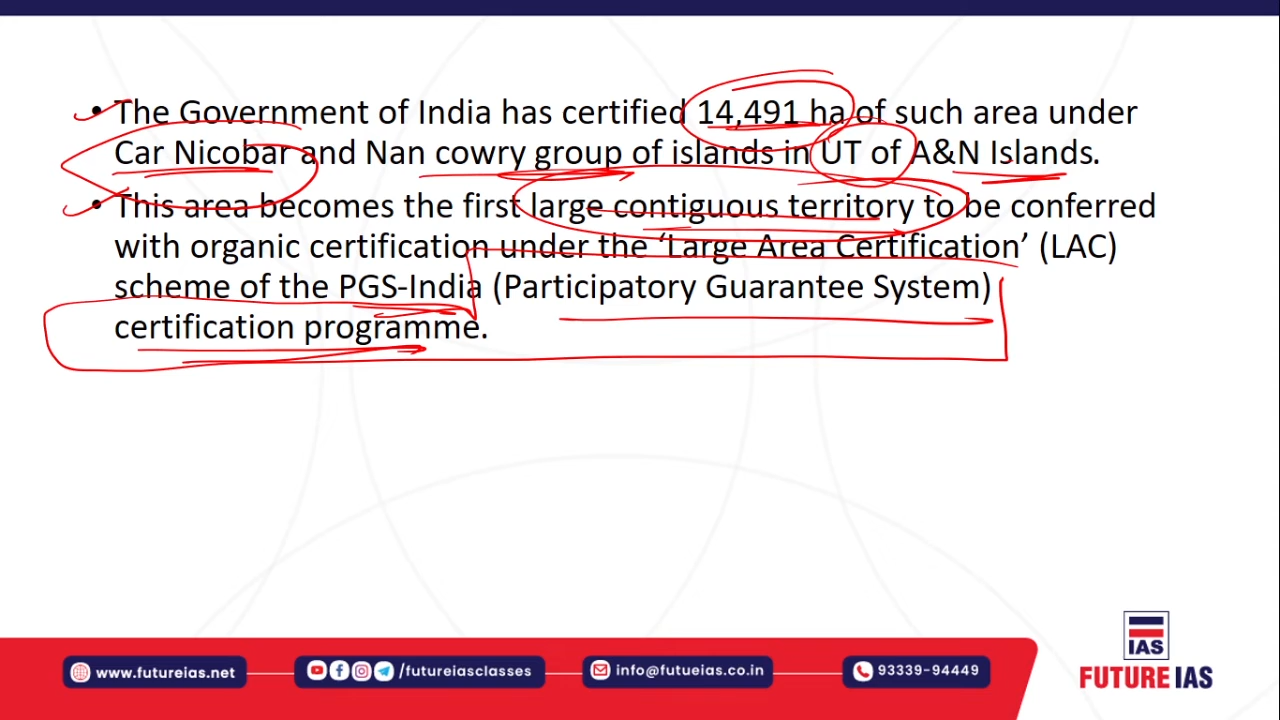 • The Government of India has certified 14,491 ha of such area under
Car Nicobar and Nan cowry group of islands in UT of A&N Islands.
• This area becomes the first large contiguous territory to be conferred
with organic certification under the ‘Large Area Certification’ (LAC)
scheme of the PGS-India (Participatory Guarantee System)
certification programme.
IAS
www.futureias.net
/futureiasclasses
info@futueias.co.in
93339-94449
FUTURE IAS